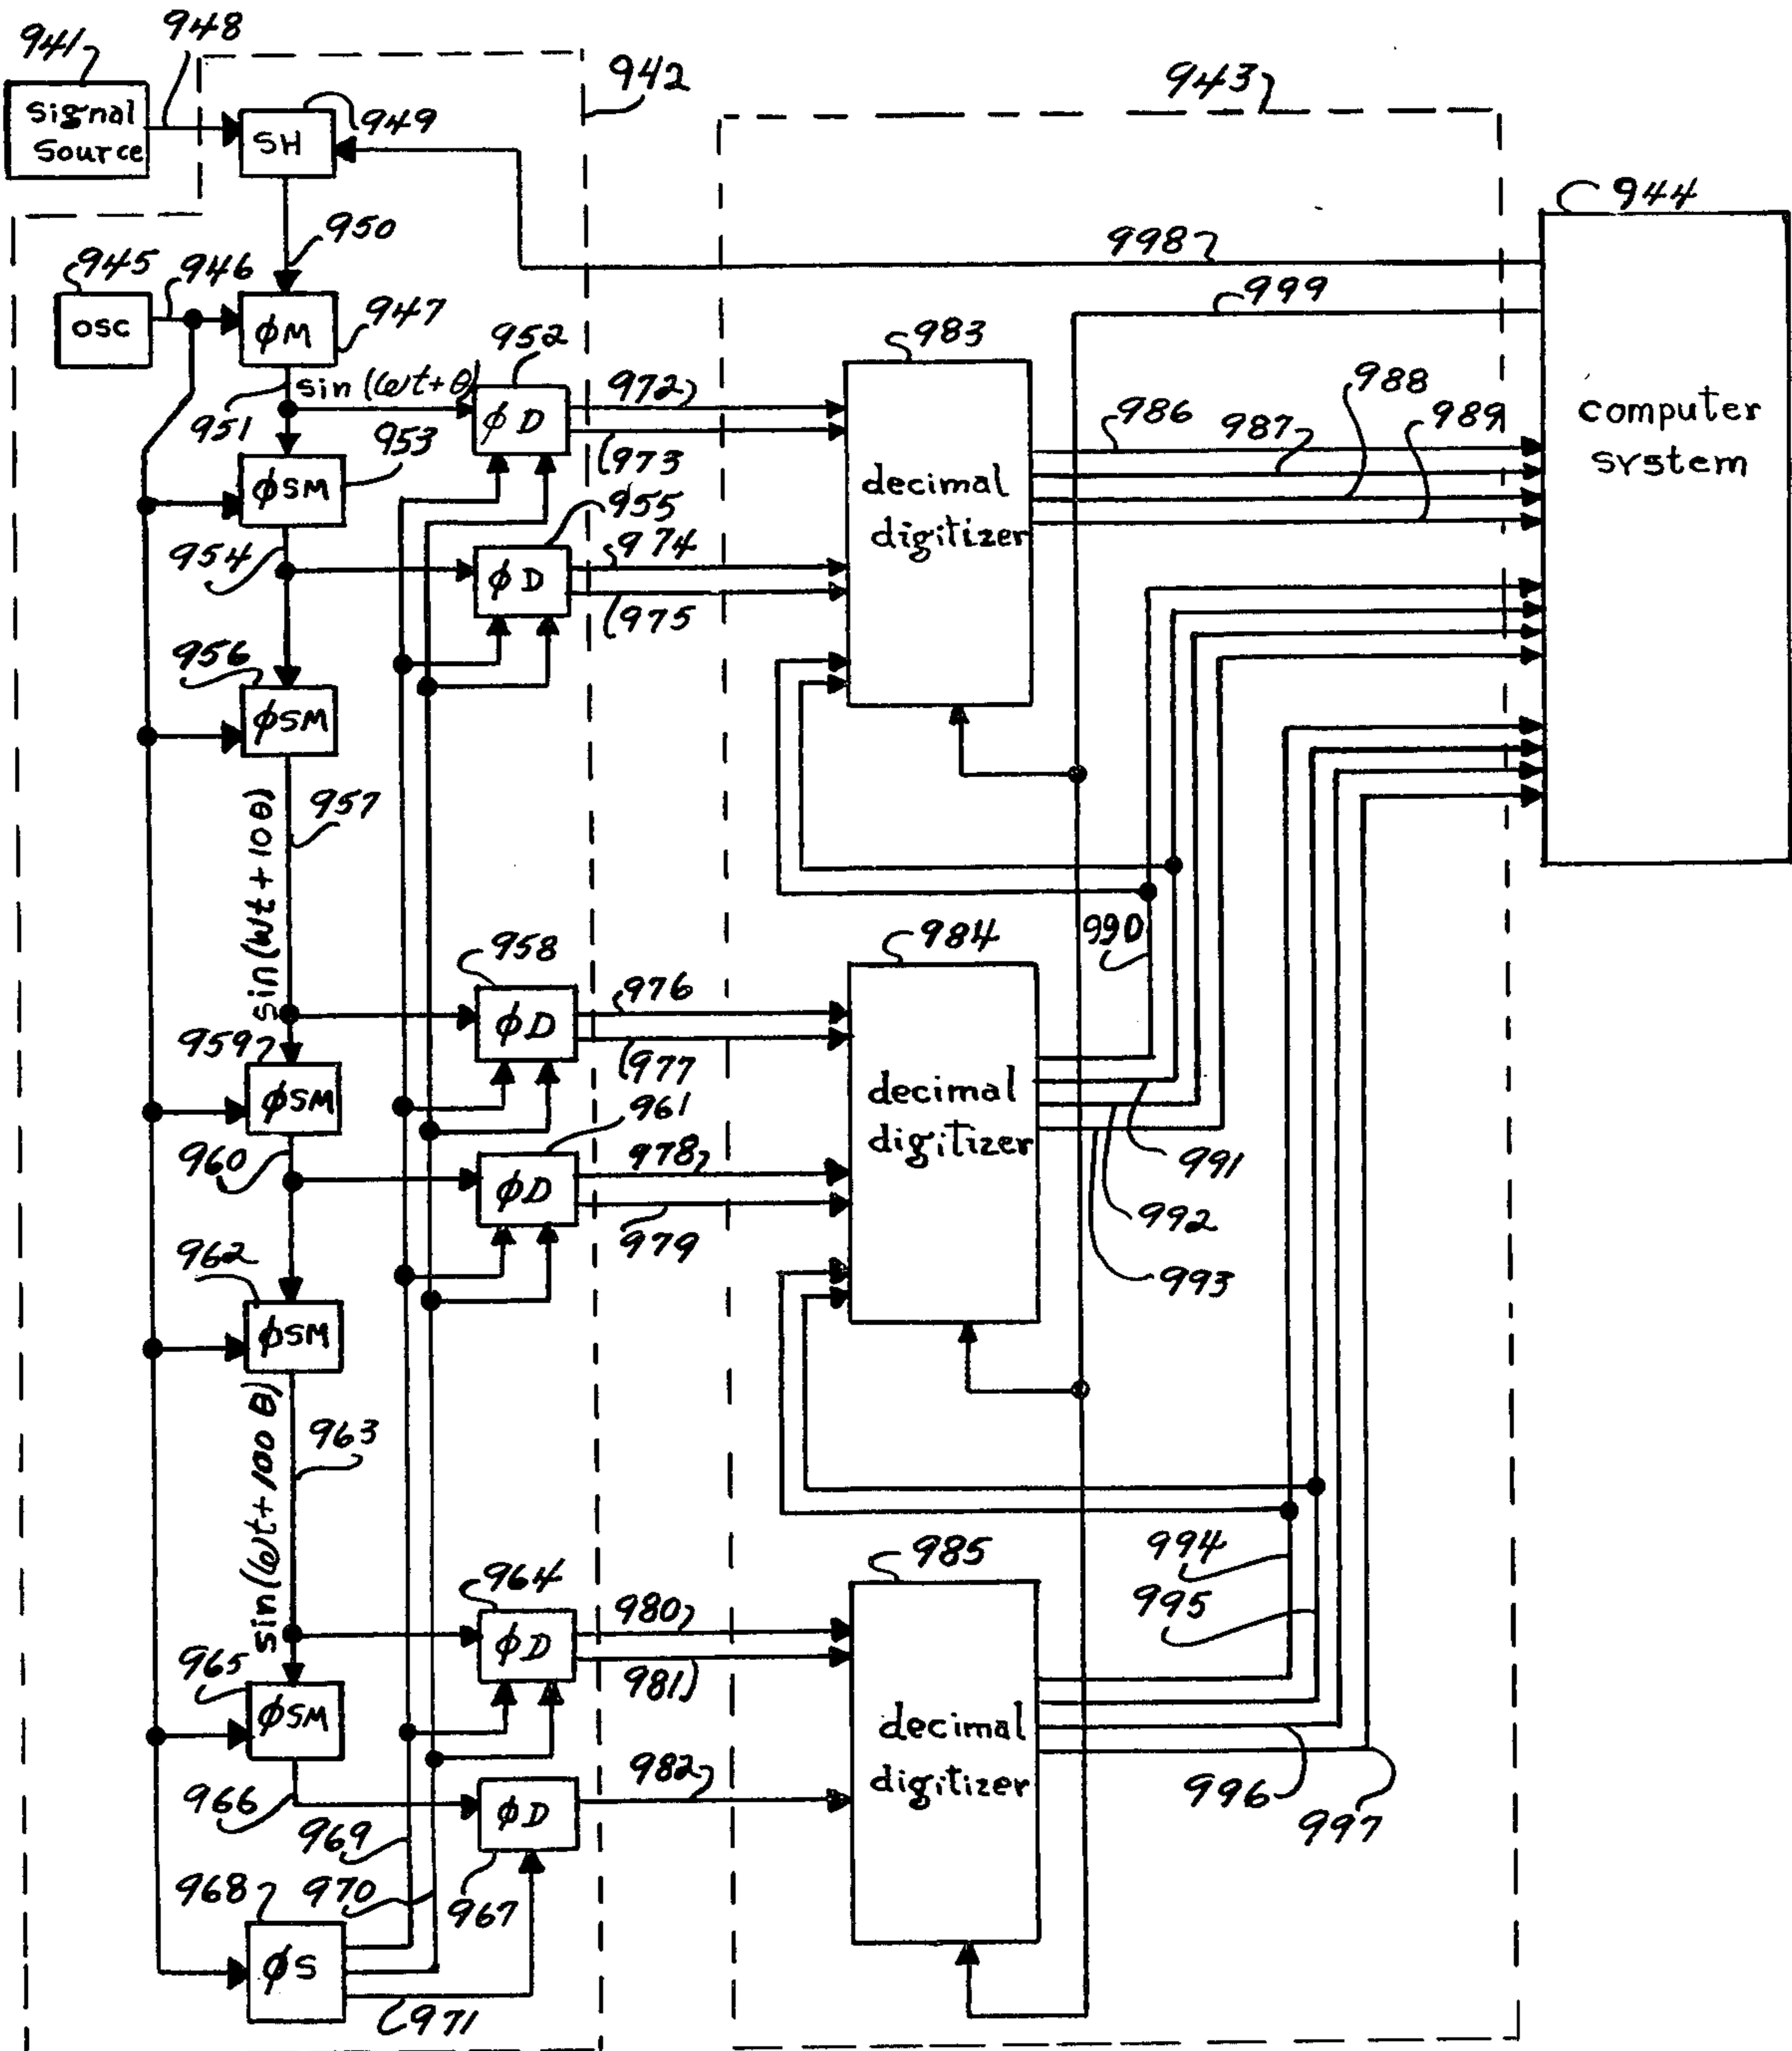 941
948
942
943
Signal
Source
SH
949
944
950
998
945
946
999
OSC
φM
947
983
952
sin (ωt+θ)
972
988
951
φD
986
987
989
computer
system
953
973
φSM
955
decimal
digitizer
954
974
φD
975
956
φSM
957
sin(ωt+10θ)
990
984
958
976
959
φD
977
φSM
961
decimal
digitizer
960
978
991
φD
992
979
962
993
φSM
963
sin(ωt+100θ)
994
985
964
980
995
965
φD
981
φSM
decimal
digitizer
982
966
φD
996
969
997
968
970
967
φS
971